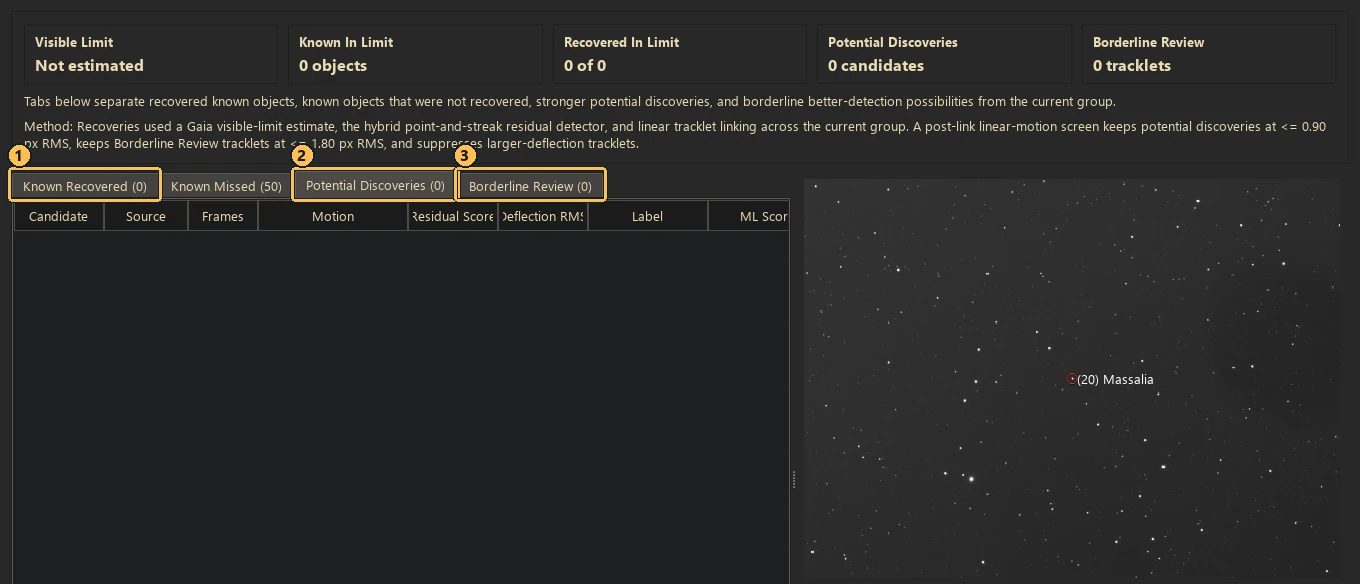 Visible Limit
Not estimated
Known In Limit
0 objects
Recovered In Limit
0 of 0
Potential Discoveries
0 candidates
Borderline Review
0 tracklets
Tabs below separate recovered known objects, known objects that were not recovered, stronger potential discoveries, and borderline better-detection possibilities from the current group.
Method: Recoveries used a Gaia visible-limit estimate, the hybrid point-and-streak residual detector, and linear tracklet linking across the current group. A post-link linear-motion screen keeps potential discoveries at <= 0.90
px RMS, keeps Borderline Review tracklets at <= 1.80 px RMS, and suppresses larger-deflection tracklets.
1
2
3
Known Recovered (0)
Known Missed (50)
Potential Discoveries (0)
Borderline Review (0)
Candidate
Source
Frames
Motion
Residual Score
Deflection RMS
Label
ML Scor
(20) Massalia